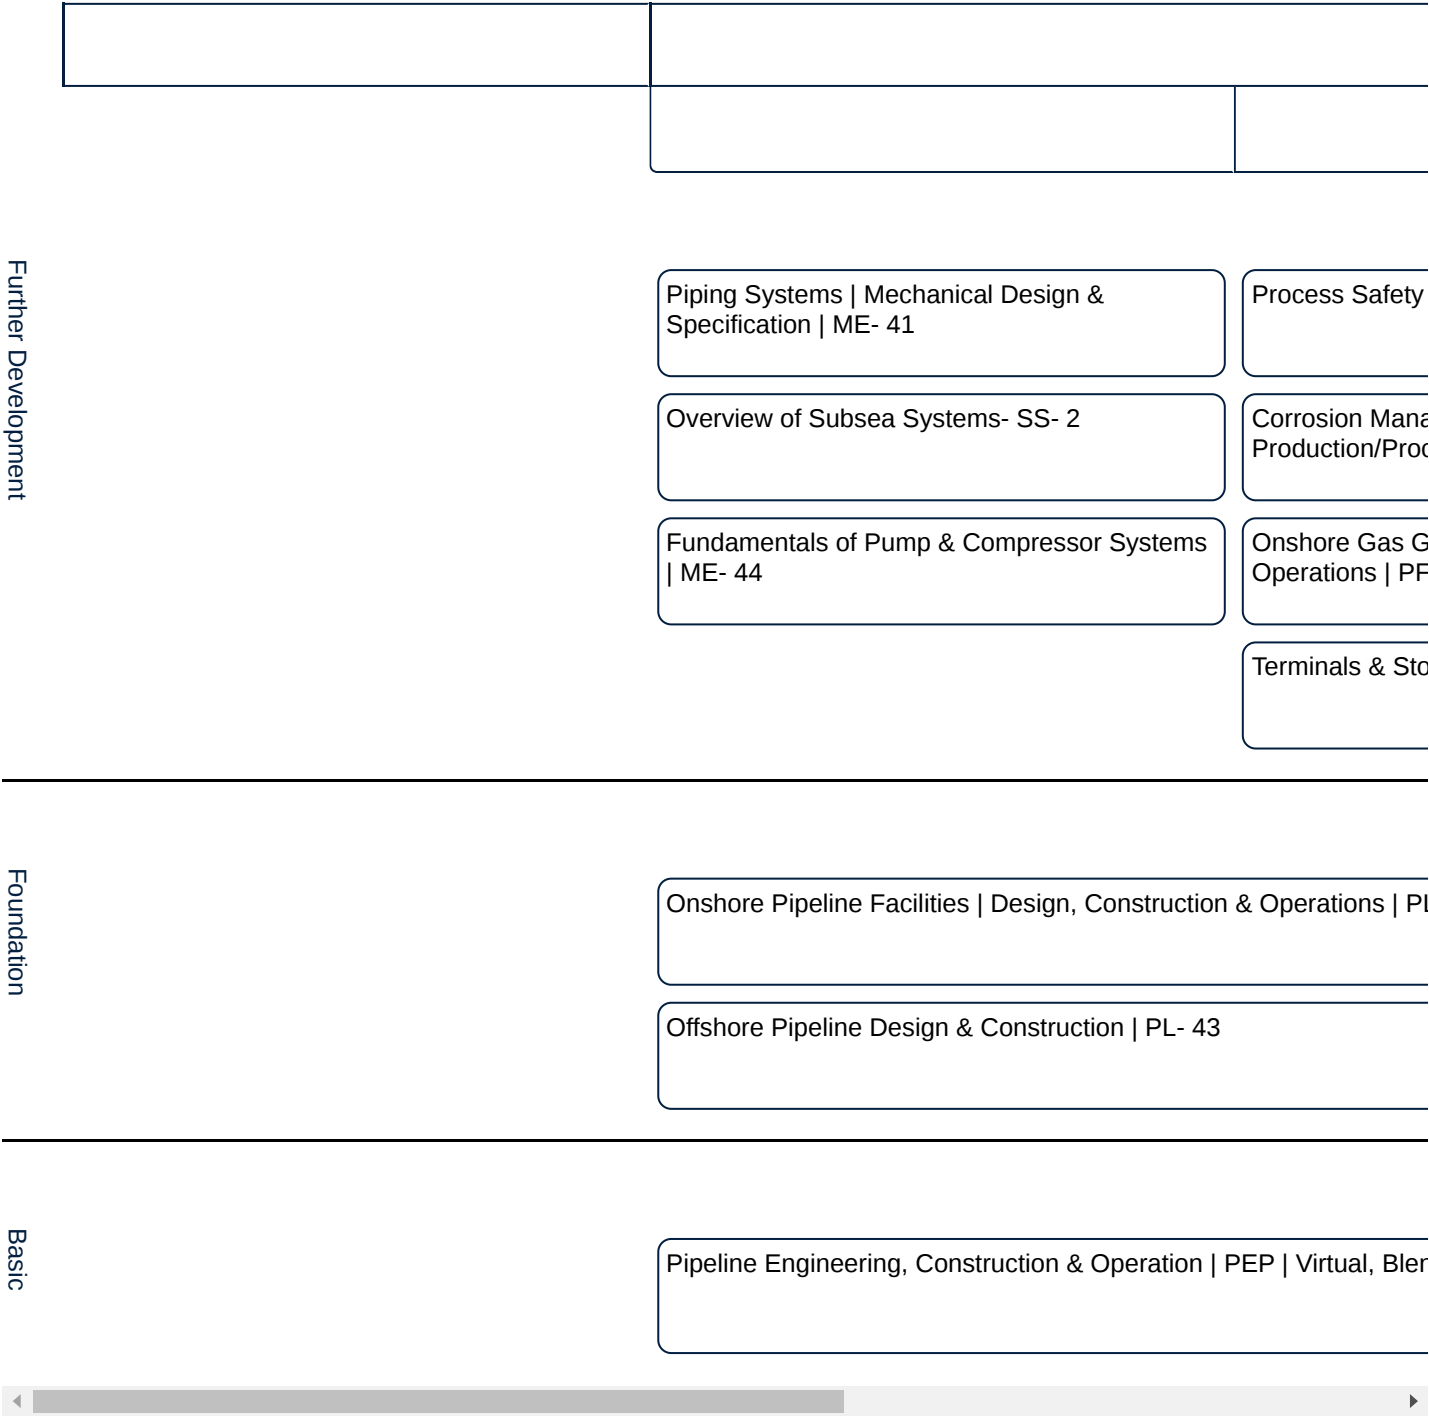 Further Development
Piping Systems | Mechanical Design &
Specification | ME- 41
Process Safety
Overview of Subsea Systems- SS- 2
Corrosion Mana
Production/Proc
Fundamentals of Pump & Compressor Systems
| ME- 44
Onshore Gas G
Operations | PF
Terminals & Sto
Foundation
Onshore Pipeline Facilities | Design, Construction & Operations | PL
Offshore Pipeline Design & Construction | PL- 43
Basic
Pipeline Engineering, Construction & Operation | PEP | Virtual, Blen